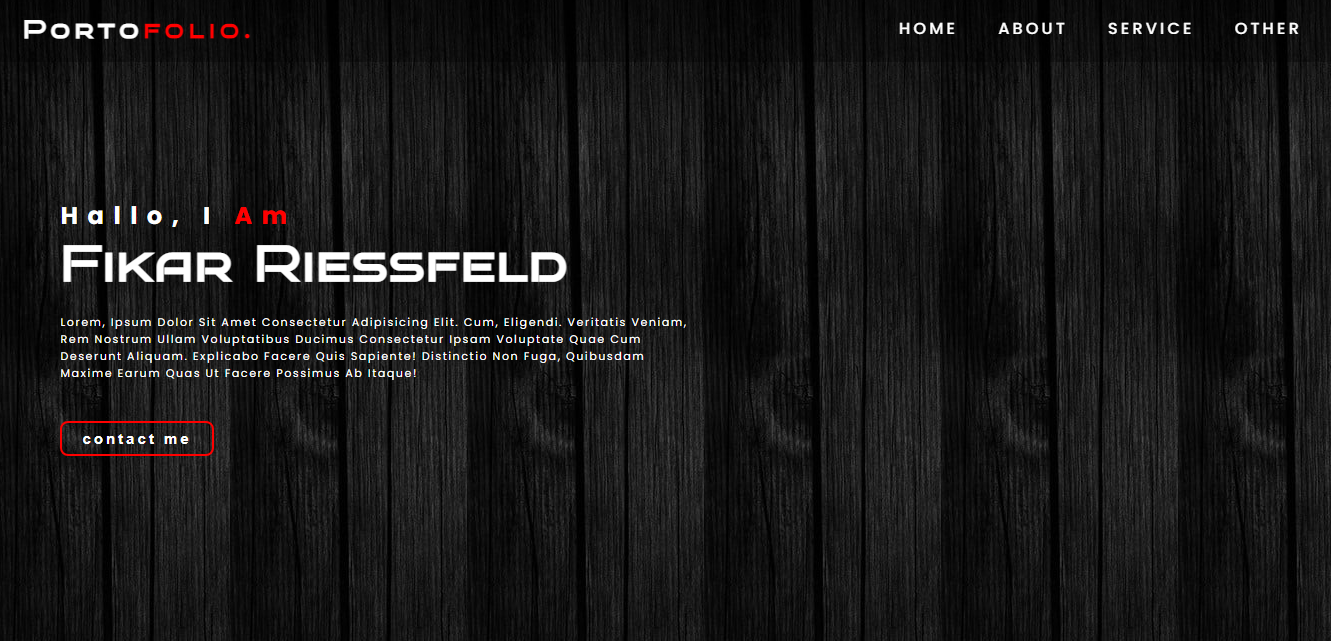 Portofolio.
HOME ABOUT SERVICE OTHER
Hallo, I Am
Fikar Riessfeld
Lorem, Ipsum Dolor Sit Amet Consectetur Adipisicing Elit. Cum, Eligendi. Veritatis Veniam,
Rem Nostrum Ullam Voluptatibus Ducimus Consectetur Ipsam Voluptate Quae Cum
Deserunt Aliquam. Explicabo Facere Quis Sapiente! Distinctio Non Fuga, Quibusdam
Maxime Earum Quas Ut Facere Possimus Ab Itaque!
contact me